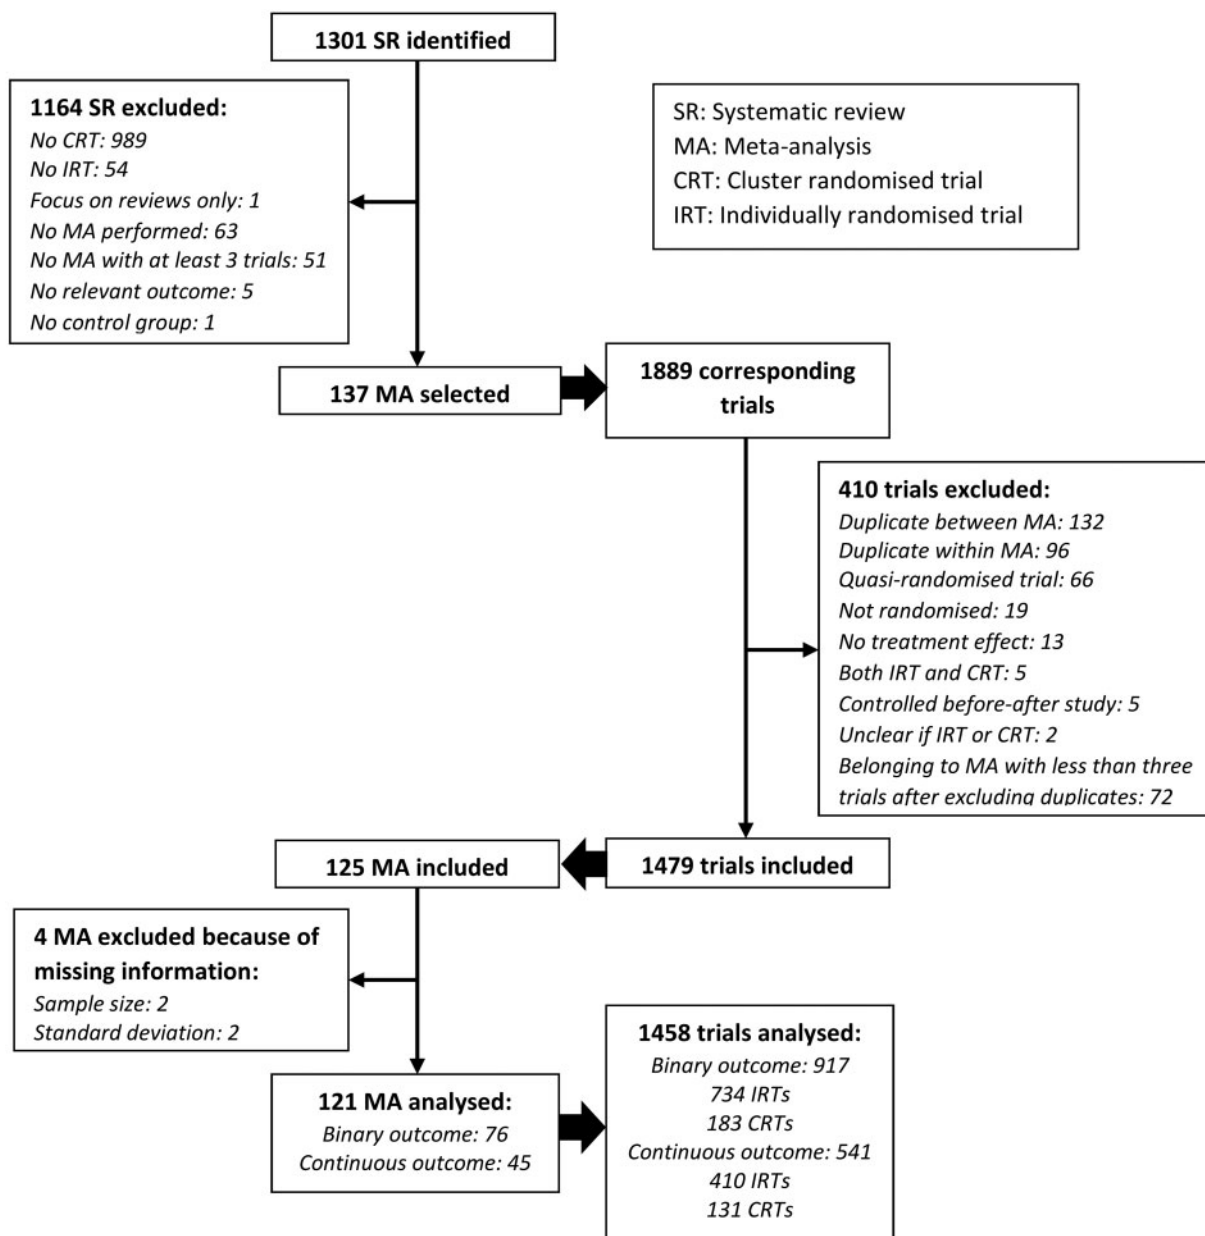 1301 SR identified
1164 SR excluded:
No CRT: 989
No IRT: 54
Focus on reviews only: 1
No MA performed: 63
No MA with at least 3 trials: 51
No relevant outcome: 5
No control group: 1
SR: Systematic review
MA: Meta-analysis
CRT: Cluster randomised trial
IRT: Individually randomised trial
137 MA selected
1889 corresponding
trials
410 trials excluded:
Duplicate between MA: 132
Duplicate within MA: 96
Quasi-randomised trial: 66
Not randomised: 19
No treatment effect: 13
Both IRT and CRT: 5
Controlled before-after study: 5
Unclear if IRT or CRT: 2
Belonging to MA with less than three
trials after excluding duplicates: 72
125 MA included
1479 trials included
4 MA excluded because of
missing information:
Sample size: 2
Standard deviation: 2
121 MA analysed:
Binary outcome: 76
Continuous outcome: 45
1458 trials analysed:
Binary outcome: 917
734 IRTs
183 CRTs
Continuous outcome: 541
410 IRTs
131 CRTs